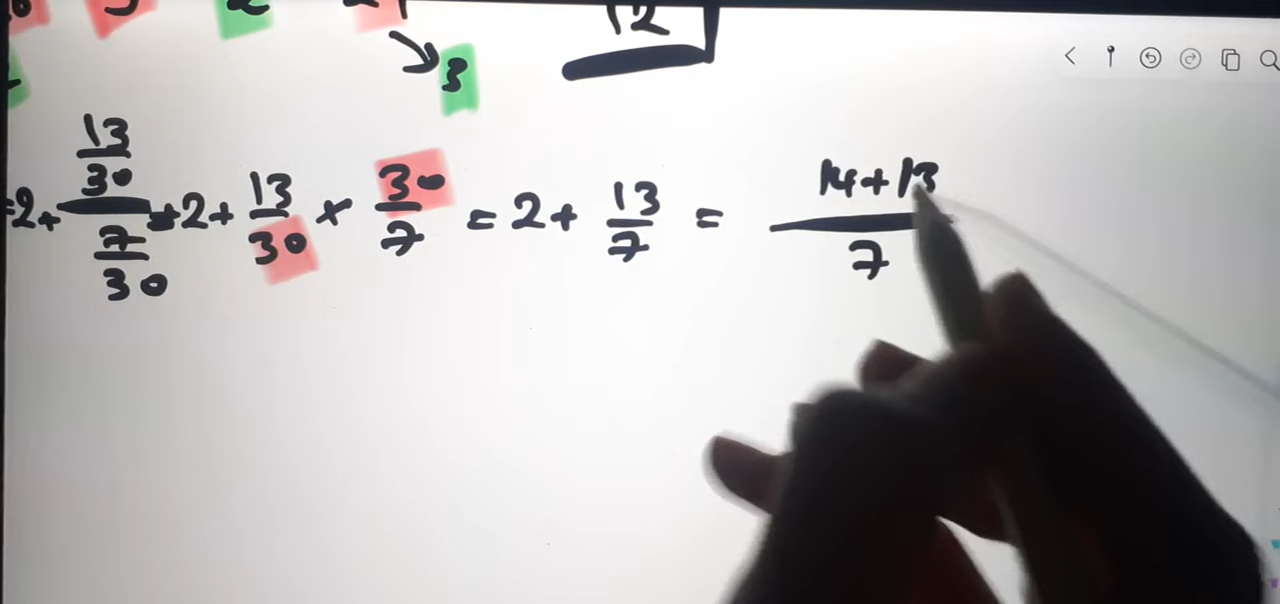 12
3
=2+ 13/30 / 7/30 = 2+ 13/30 × 30/7 = 2+ 13/7 = 14+13/7